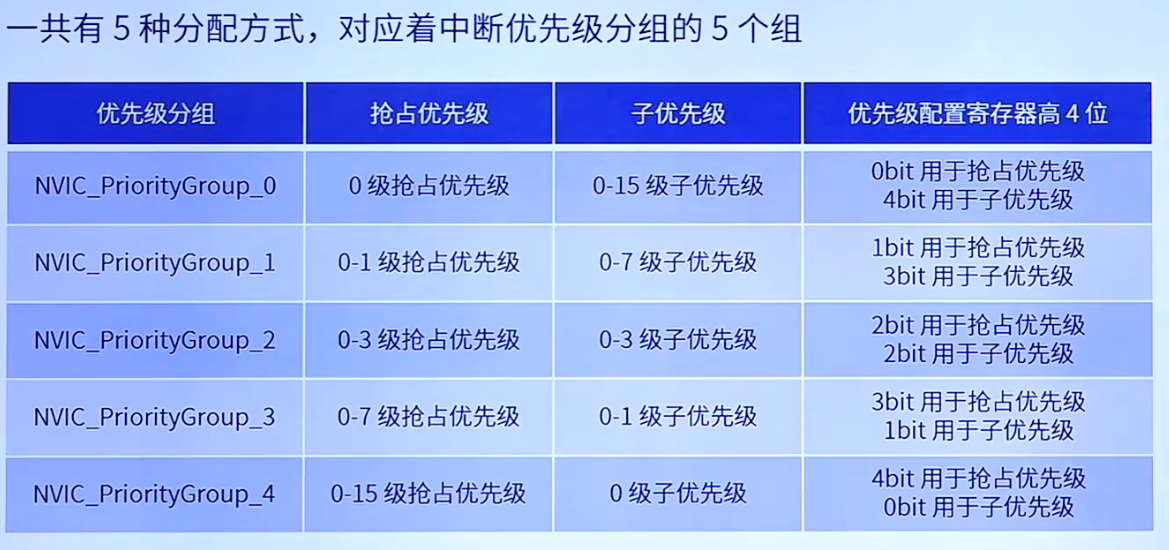 一共有 5 种分配方式，对应着中断优先级分组的 5 个组
优先级分组 抢占优先级 子优先级 优先级配置寄存器高 4 位
NVIC_PriorityGroup_0 0 级抢占优先级 0-15 级子优先级 0bit 用于抢占优先级
4bit 用于子优先级
NVIC_PriorityGroup_1 0-1 级抢占优先级 0-7 级子优先级 1bit 用于抢占优先级
3bit 用于子优先级
NVIC_PriorityGroup_2 0-3 级抢占优先级 0-3 级子优先级 2bit 用于抢占优先级
2bit 用于子优先级
NVIC_PriorityGroup_3 0-7 级抢占优先级 0-1 级子优先级 3bit 用于抢占优先级
1bit 用于子优先级
NVIC_PriorityGroup_4 0-15 级抢占优先级 0 级子优先级 4bit 用于抢占优先级
0bit 用于子优先级